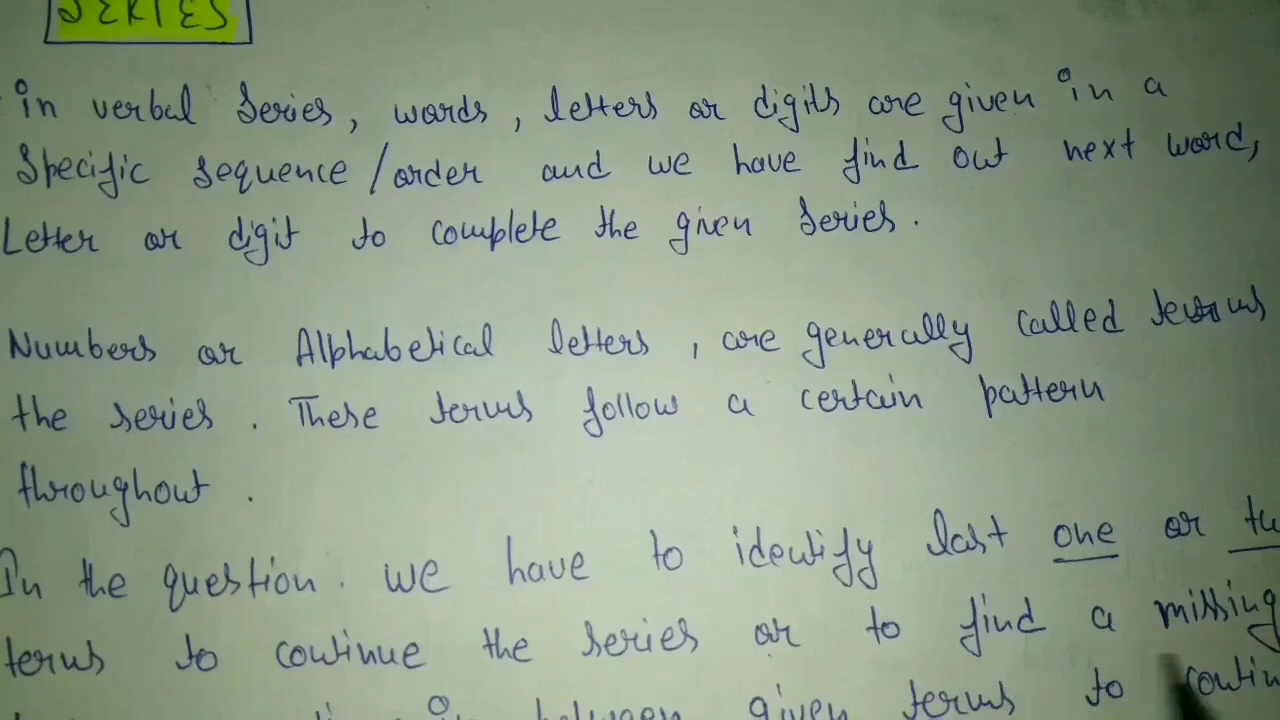 SERIES
in verbal Series, words, letters or digits are given in a
Specific sequence/order and we have find out next word,
Letter or digit to complete the given Series.
Numbers or Alphabetical letters, are generally called terms
the series. These terms follow a certain pattern
throughout.
In the question. we have to identify last one or
terms to continue the series or to find a missing
between given terms to